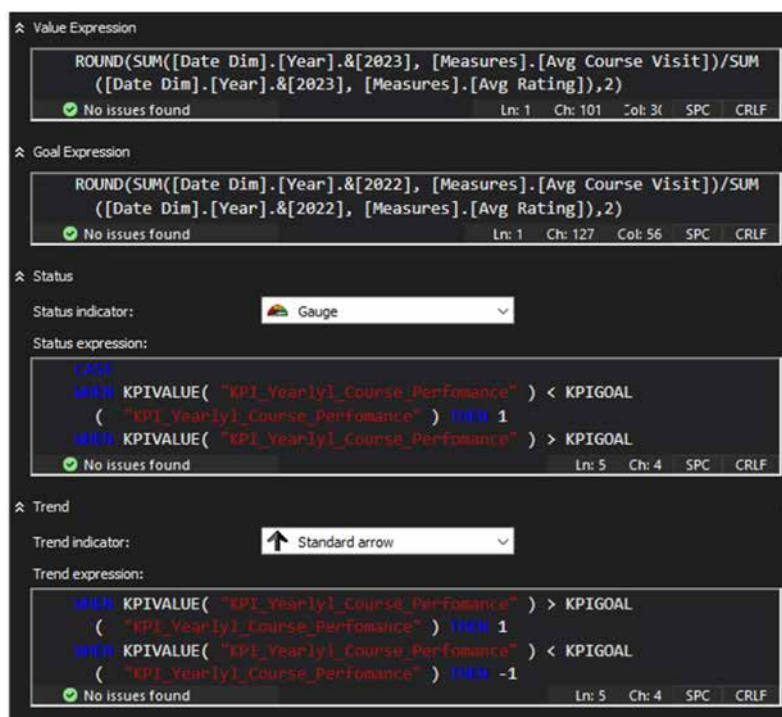 Value Expression
ROUND(SUM([Date Dim].[Year].&[2023], [Measures].[Avg Course Visit])/SUM
([Date Dim].[Year].&[2023], [Measures].[Avg Rating]),2)
No issues found Ln: 1 Ch: 101 SPC CRLF
Goal Expression
ROUND(SUM([Date Dim].[Year].&[2022], [Measures].[Avg Course Visit])/SUM
([Date Dim].[Year].&[2022], [Measures].[Avg Rating]),2)
No issues found Ln: 1 Ch: 127 Col: 56 SPC CRLF
Status
Status indicator: Gauge
Status expression:
CASE
WHEN KPIVALUE( "KPI_Yearlyl_Course_Perfomance" ) < KPIGOAL
( "KPI_Yearlyl_Course_Perfomance" ) THEN 1
WHEN KPIVALUE( "KPI_Yearlyl_Course_Perfomance" ) > KPIGOAL
No issues found Ln: 5 Ch: 4 SPC CRLF
Trend
Trend indicator: Standard arrow
Trend expression:
WHEN KPIVALUE( "KPI_Yearlyl_Course_Perfomance" ) > KPIGOAL
( "KPI_Yearlyl_Course_Perfomance" ) THEN 1
WHEN KPIVALUE( "KPI_Yearlyl_Course_Perfomance" ) < KPIGOAL
( "KPI_Yearlyl_Course_Perfomance" ) THEN -1
No issues found Ln: 5 Ch: 4 SPC CRLF